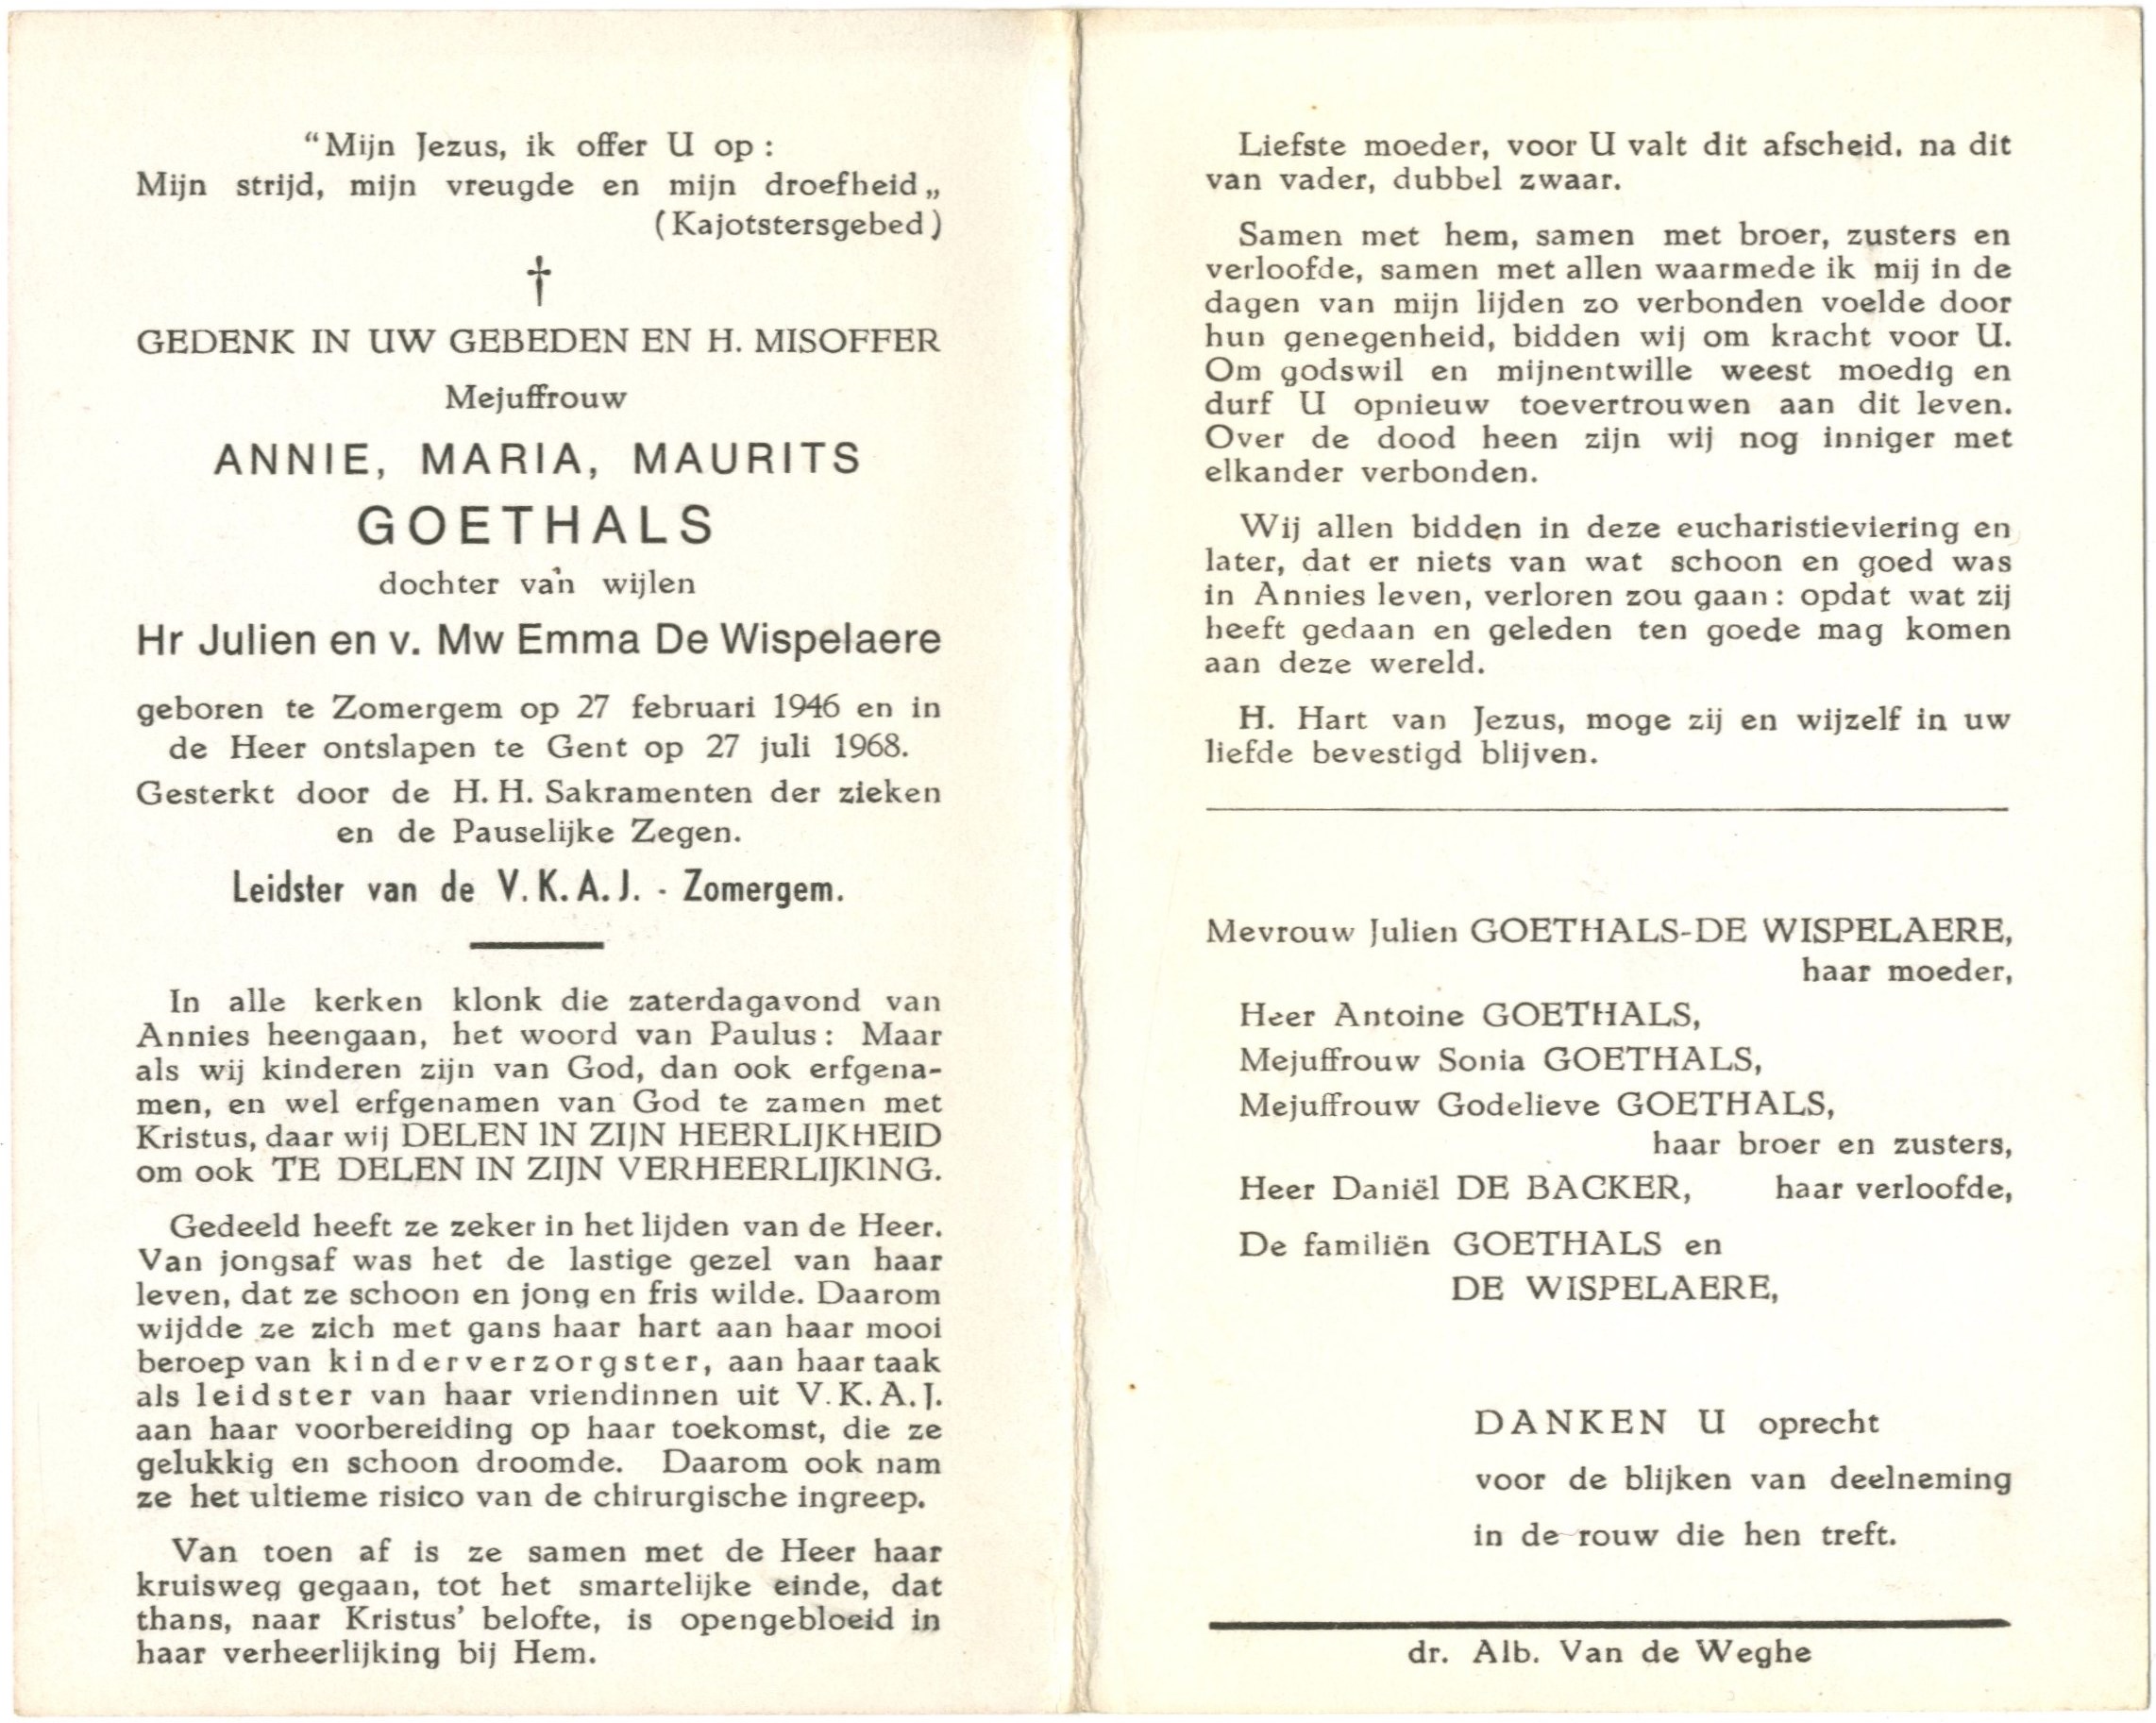 “Mijn Jezus, ik offer U op :
Mijn strijd, mijn vreugde en mijn droefheid„
(Kajotstersgebed)
†
GEDENK IN UW GEBEDEN EN H. MISOFFER
Mejuffrouw
ANNIE, MARIA, MAURITS
GOETHALS
dochter van wijlen
Hr Julien en v. Mw Emma De Wispelaere
geboren te Zomergem op 27 februari 1946 en in
de Heer ontslapen te Gent op 27 juli 1968.
Gesterkt door de H. H. Sakramenten der zieken
en de Pauselijke Zegen.
Leidster van de V. K. A. J. - Zomergem.
In alle kerken klonk die zaterdagavond van
Annies heengaan, het woord van Paulus : Maar
als wij kinderen zijn van God, dan ook erfgena-
men, en wel erfgenamen van God te zamen met
Kristus, daar wij DELEN IN ZIJN HEERLIJKHEID
om ook TE DELEN IN ZIJN VERHEERLIJKING.
Gedeeld heeft ze zeker in het lijden van de Heer.
Van jongsaf was het de lastige gezel van haar
leven, dat ze schoon en jong en fris wilde. Daarom
wijdde ze zich met gans haar hart aan haar mooi
beroep van kinderverzorgster, aan haar taak
als leidster van haar vriendinnen uit V. K. A. J.
aan haar voorbereiding op haar toekomst, die ze
gelukkig en schoon droomde. Daarom ook nam
ze het ultieme risico van de chirurgische ingreep.
Van toen af is ze samen met de Heer haar
kruisweg gegaan, tot het smartelijke einde, dat
thans, naar Kristus’ belofte, is opengebloeid in
haar verheerlijking bij Hem.
Liefste moeder, voor U valt dit afscheid, na dit
van vader, dubbel zwaar.
Samen met hem, samen met broer, zusters en
verloofde, samen met allen waarmede ik mij in de
dagen van mijn lijden zo verbonden voelde door
hun genegenheid, bidden wij om kracht voor U.
Om godswil en mijnentwille weest moedig en
durf U opnieuw toevertrouwen aan dit leven.
Over de dood heen zijn wij nog inniger met
elkander verbonden.
Wij allen bidden in deze eucharistieviering en
later, dat er niets van wat schoon en goed was
in Annies leven, verloren zou gaan : opdat wat zij
heeft gedaan en geleden ten goede mag komen
aan deze wereld.
H. Hart van Jezus, moge zij en wijzelf in uw
liefde bevestigd blijven.
Mevrouw Julien GOETHALS-DE WISPELAERE,
haar moeder,
Heer Antoine GOETHALS,
Mejuffrouw Sonia GOETHALS,
Mejuffrouw Godelieve GOETHALS,
haar broer en zusters,
Heer Daniël DE BACKER, haar verloofde,
De familiën GOETHALS en
DE WISPELAERE,
DANKEN U oprecht
voor de blijken van deelneming
in de rouw die hen treft.
dr. Alb. Van de Weghe